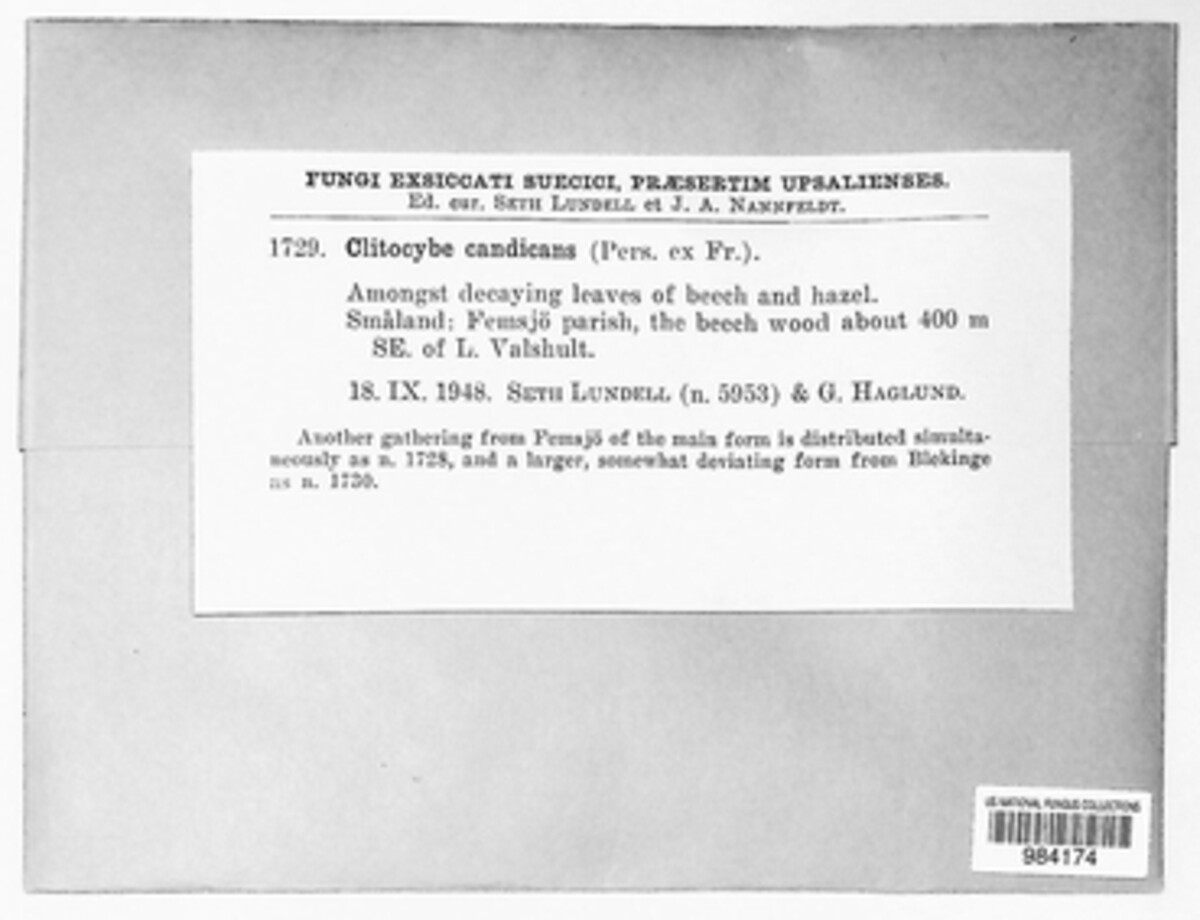 FUNGI EXSICCATI SUECICI, PRÆSERTIM UPSALIENSES.
Ed. cur. SETH LUNDELL et J. A. NANNFELDT.
1729. Clitocybe candicans (Pers. ex Fr.).
Amongst decaying leaves of beech and hazel.
Småland: Femsjö parish, the beech wood about 400 m
SE. of L. Valshult.
18. IX. 1948. SETH LUNDELL (n. 5953) & G. HAGLUND.
Another gathering from Femsjö of the main form is distributed simulta-
neously as n. 1728, and a larger, somewhat deviating form from Blekinge
as n. 1730.
US NATIONAL FUNGUS COLLECTIONS
984174